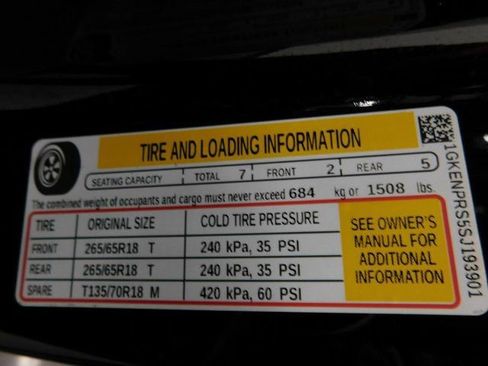 TIRE AND LOADING INFORMATION
SEATING CAPACITY TOTAL 7 FRONT 2 REAR 5
The combined weight of occupants and cargo must never exceed 684 kg or 1508 lbs.
TIRE ORIGINAL SIZE COLD TIRE PRESSURE
FRONT 265/65R18 T 240 kPa, 35 PSI
REAR 265/65R18 T 240 kPa, 35 PSI
SPARE T135/70R18 M 420 kPa, 60 PSI
SEE OWNER'S
MANUAL FOR
ADDITIONAL
INFORMATION
1GKENPRS5SJ193901